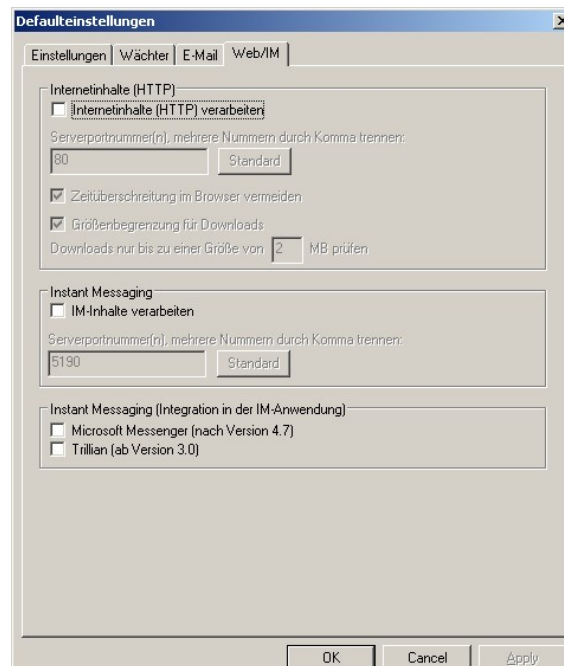 Defaulteinstellungen
Einstellungen Wächter E-Mail Web/IM
Internetinhalte (HTTP)
Internetinhalte (HTTP) verarbeiten
Serverportnummer(n), mehrere Nummern durch Komma trennen:
80 Standard
Zeitüberschreitung im Browser vermeiden
Größenbegrenzung für Downloads
Downloads nur bis zu einer Größe von 2 MB prüfen
Instant Messaging
IM-Inhalte verarbeiten
Serverportnummer(n), mehrere Nummern durch Komma trennen:
5190 Standard
Instant Messaging (Integration in der IM-Anwendung)
Microsoft Messenger (nach Version 4.7)
Trillian (ab Version 3.0)
OK Cancel Apply